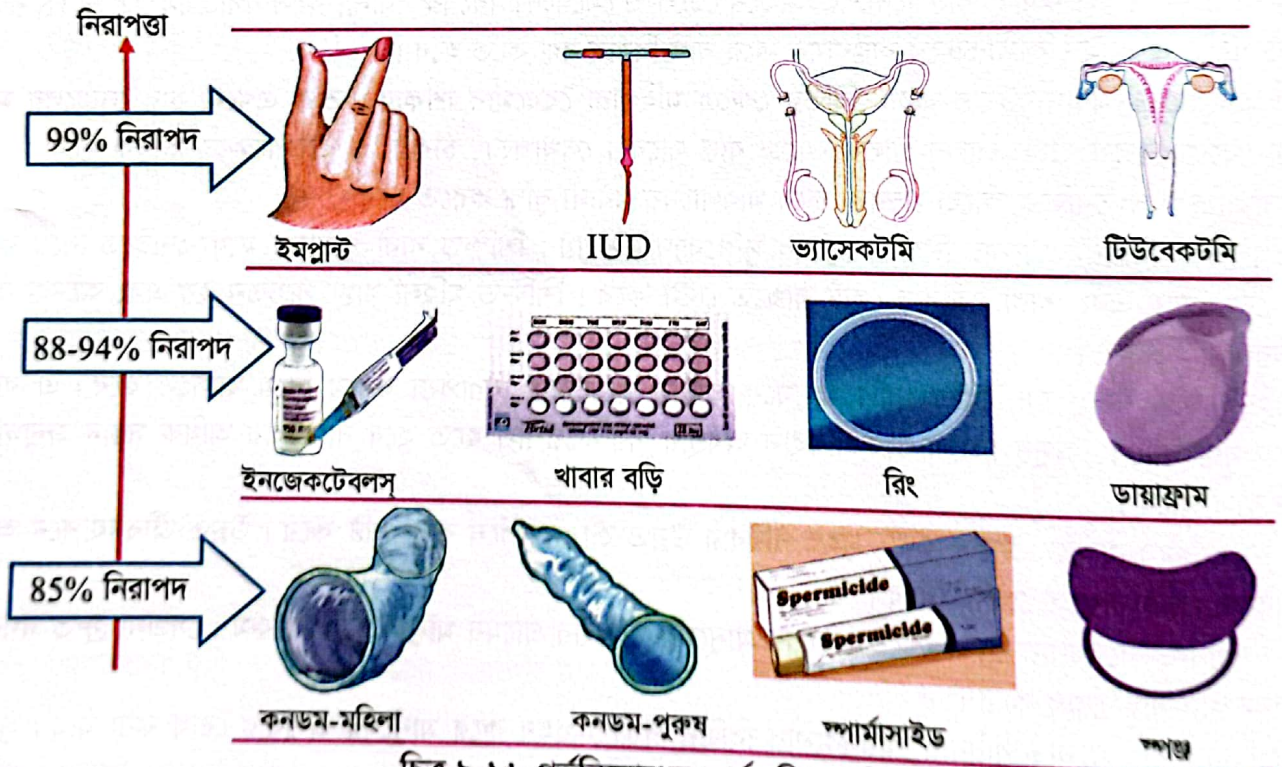 নিরাপত্তা
99% নিরাপদ
ইমপ্লান্ট IUD ভ্যাসেকটমি টিউবেকটমি
88-94% নিরাপদ
ইনজেকটেবলস্ খাবার বড়ি রিং ডায়াফ্রাম
85% নিরাপদ
Spermicide
Spermicide
কনডম-মহিলা কনডম-পুরুষ স্পার্মাসাইড স্পঞ্জ